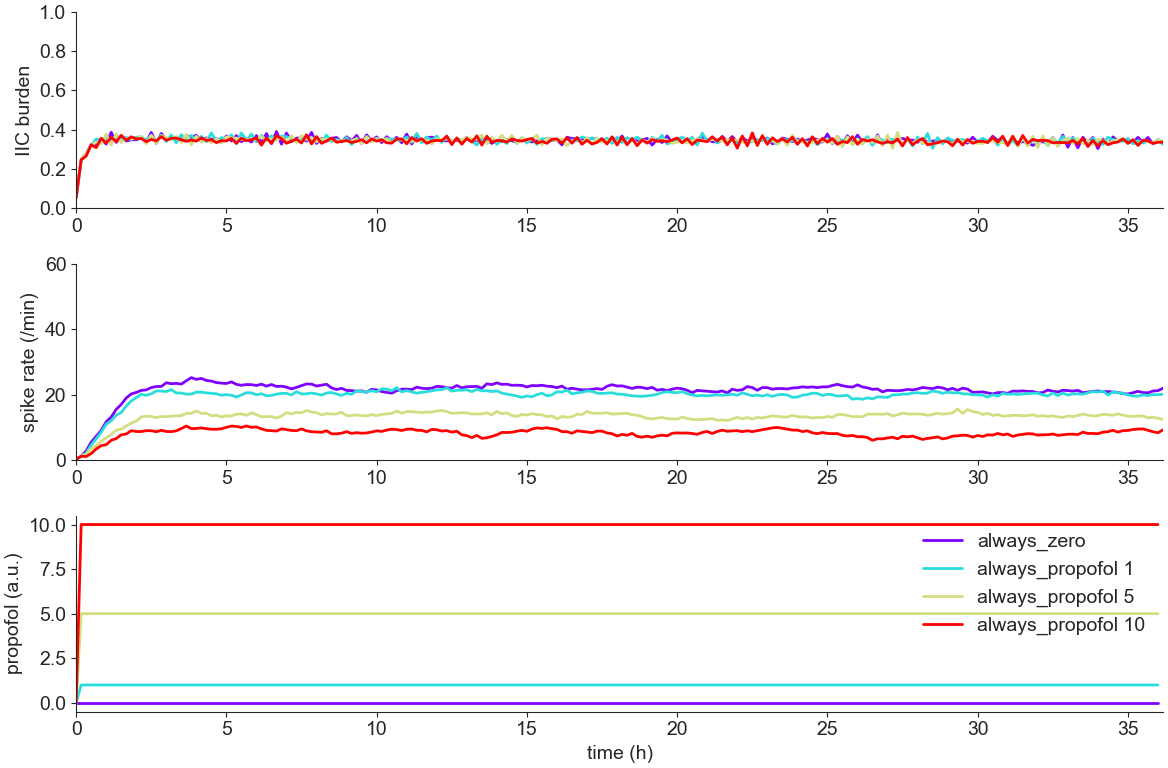 IIC burden
1.0
0.8
0.6
0.4
0.2
0.0
0 5 10 15 20 25 30 35
spike rate (/min)
60
40
20
0
0 5 10 15 20 25 30 35
propofol (a.u.)
10.0
7.5
5.0
2.5
0.0
always_zero
always_propofol 1
always_propofol 5
always_propofol 10
0 5 10 15 20 25 30 35
time (h)